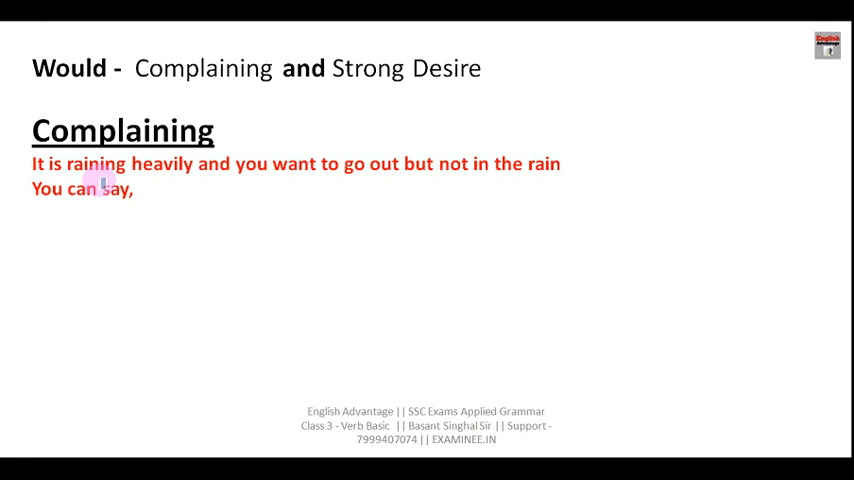 English
Advantage
Would - Complaining and Strong Desire
Complaining
It is raining heavily and you want to go out but not in the rain
You can say,
English Advantage || SSC Exams Applied Grammar
Class 3 - Verb Basic || Basant Singhal Sir || Support -
7999407074 || EXAMINEE.IN